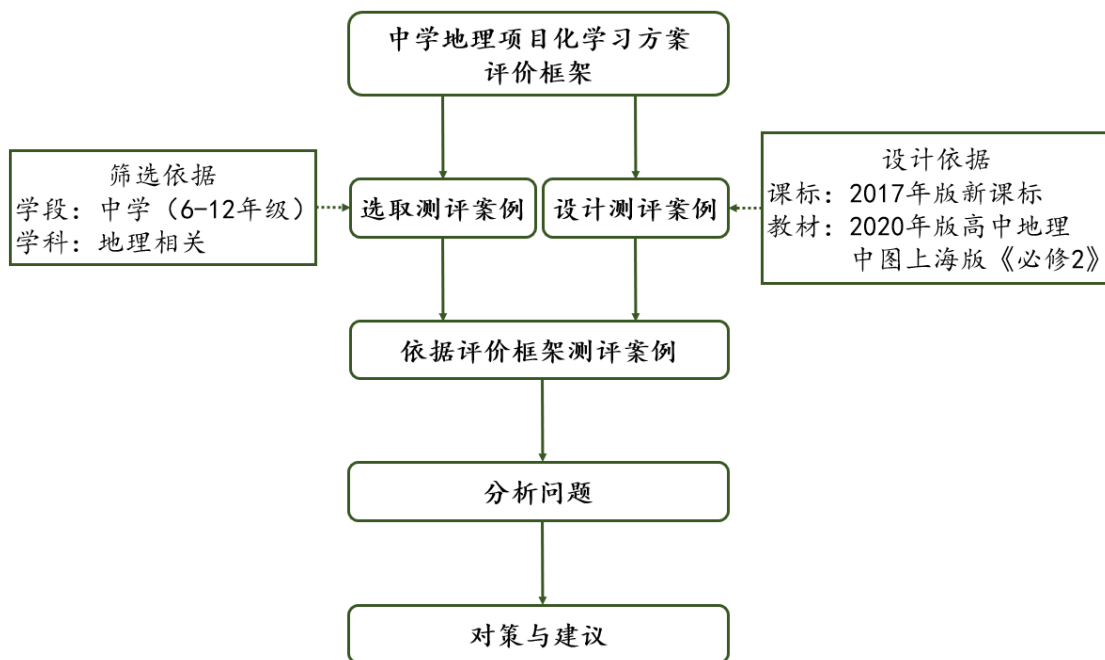 中学地理项目化学习方案
评价框架
筛选依据
学段：中学（6-12年级）
学科：地理相关
选取测评案例
设计测评案例
设计依据
课标：2017年版新课标
教材：2020年版高中地理
中图上海版《必修2》
依据评价框架测评案例
分析问题
对策与建议